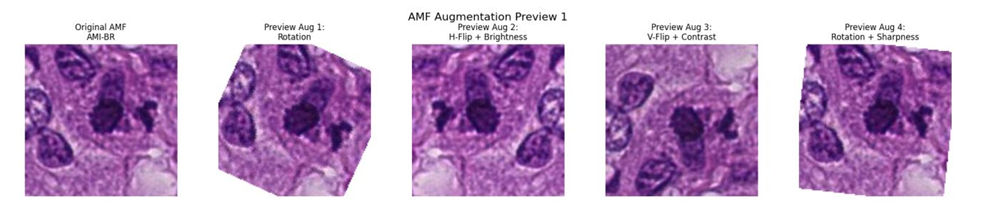 AMF Augmentation Preview 1
Original AMF
AMI-BR
Preview Aug 1:
Rotation
Preview Aug 2:
H-Flip + Brightness
Preview Aug 3:
V-Flip + Contrast
Preview Aug 4:
Rotation + Sharpness